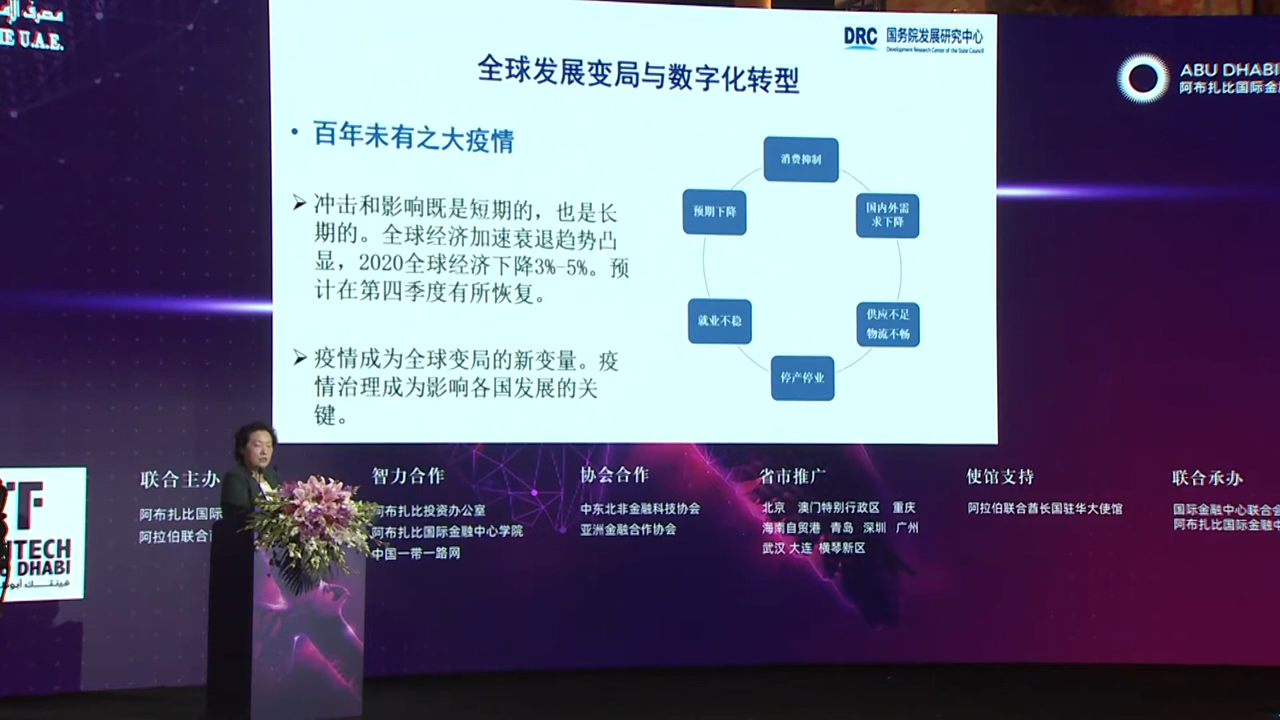 مصرف الإما
HE U.A.E.
DRC 国务院发展研究中心
Development Research Center of the State Council
全球发展变局与数字化转型
• 百年未有之大疫情
➢ 冲击和影响既是短期的，也是长
期的。全球经济加速衰退趋势凸
显，2020全球经济下降3%-5%。预
计在第四季度有所恢复。
➢ 疫情成为全球变局的新变量。疫
情治理成为影响各国发展的关
键。
消费抑制
国内外需
求下降
供应不足
物流不畅
停产停业
就业不稳
预期下降
ABU DHABI
阿布扎比国际金
联合主办
阿布扎比国际
阿拉伯联合
智力合作
阿布扎比投资办公室
阿布扎比国际金融中心学院
中国一带一路网
协会合作
中东北非金融科技协会
亚洲金融合作协会
省市推广
北京 澳门特别行政区 重庆
海南自贸港 青岛 深圳 广州
武汉 大连 横琴新区
使馆支持
阿拉伯联合酋长国驻华大使馆
联合承办
国际金融中心联合会
阿布扎比国际金融
TF
NTECH
DHABI